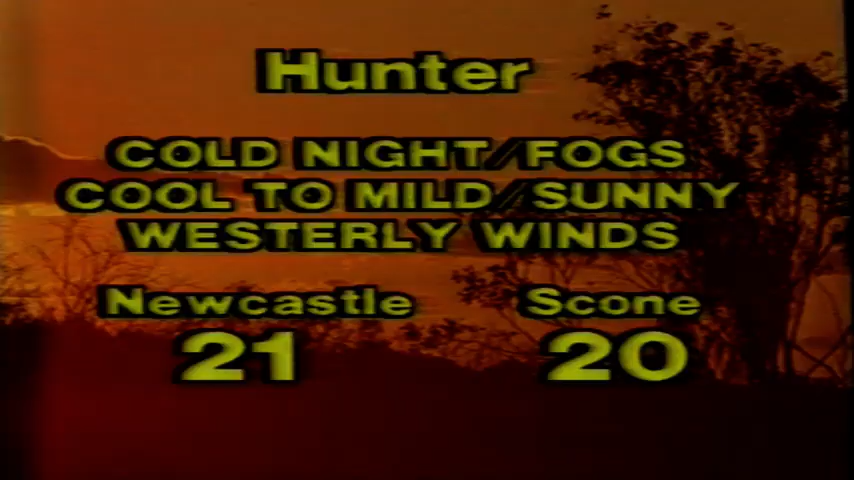 Hunter
COLD NIGHT/FOGS
COOL TO MILD/SUNNY
WESTERLY WINDS
Newcastle Scone
21 20